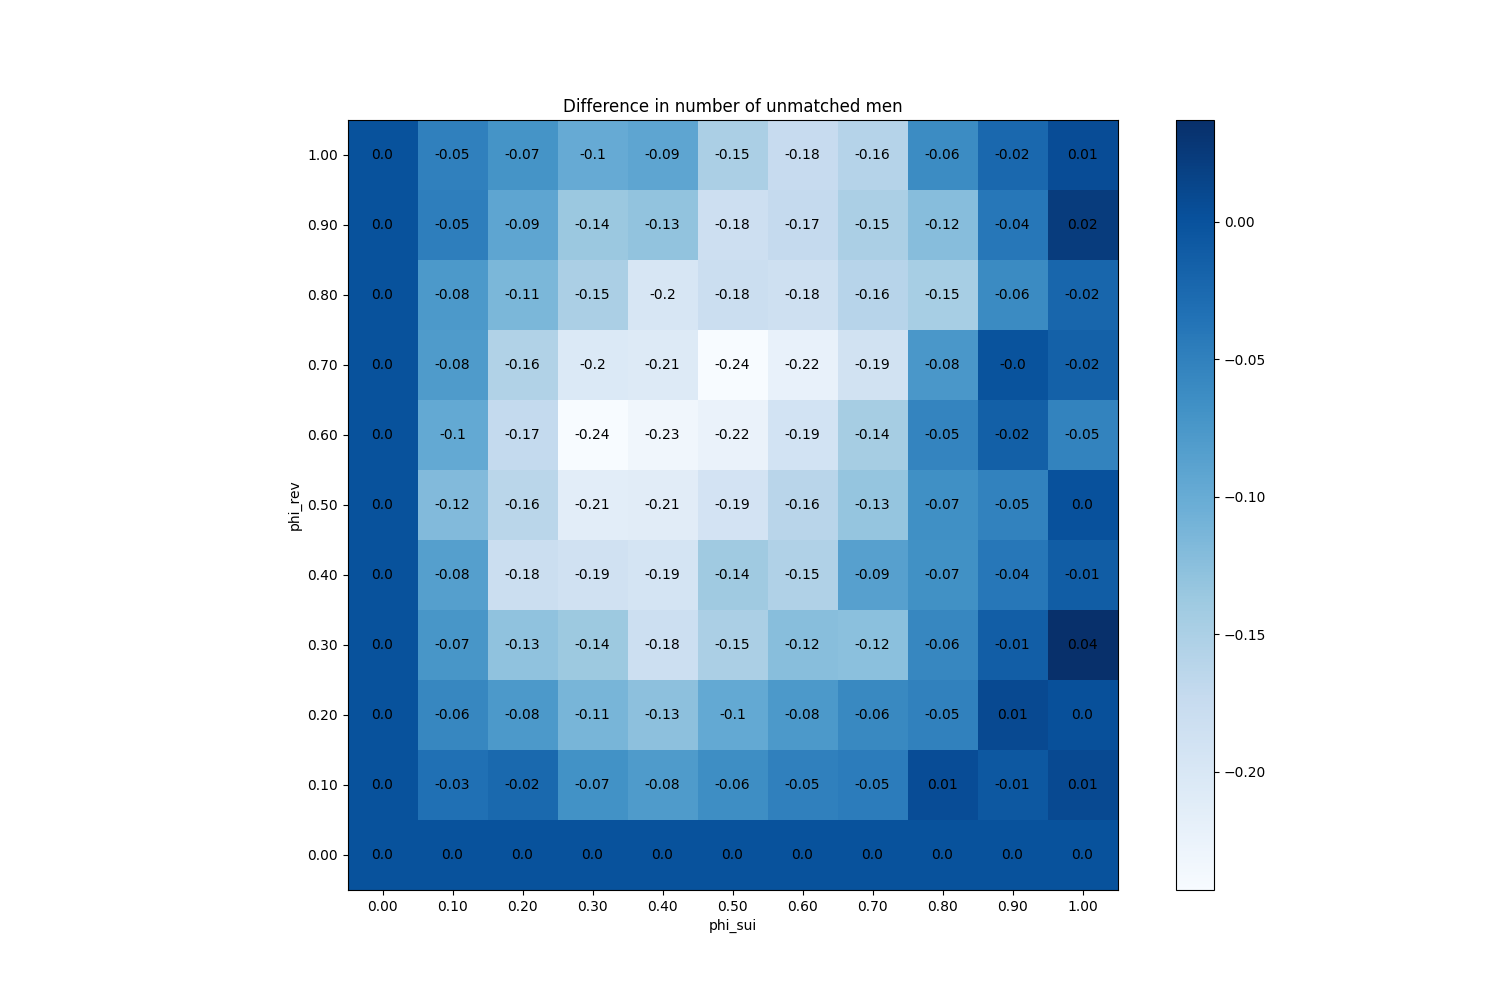 Difference in number of unmatched men
1.00 0.0 -0.05 -0.07 -0.1 -0.09 -0.15 -0.18 -0.16 -0.06 -0.02 0.01
0.90 0.0 -0.05 -0.09 -0.14 -0.13 -0.18 -0.17 -0.15 -0.12 -0.04 0.02
0.80 0.0 -0.08 -0.11 -0.15 -0.2 -0.18 -0.18 -0.16 -0.15 -0.06 -0.02
0.70 0.0 -0.08 -0.16 -0.2 -0.21 -0.24 -0.22 -0.19 -0.08 -0.0 -0.02
0.60 0.0 -0.1 -0.17 -0.24 -0.23 -0.22 -0.19 -0.14 -0.05 -0.02 -0.05
0.50 0.0 -0.12 -0.16 -0.21 -0.21 -0.19 -0.16 -0.13 -0.07 -0.05 0.0
0.40 0.0 -0.08 -0.18 -0.19 -0.19 -0.14 -0.15 -0.09 -0.07 -0.04 -0.01
0.30 0.0 -0.07 -0.13 -0.14 -0.18 -0.15 -0.12 -0.12 -0.06 -0.01 0.04
0.20 0.0 -0.06 -0.08 -0.11 -0.13 -0.1 -0.08 -0.06 -0.05 0.01 0.0
0.10 0.0 -0.03 -0.02 -0.07 -0.08 -0.06 -0.05 -0.05 0.01 -0.01 0.01
0.00 0.0 0.0 0.0 0.0 0.0 0.0 0.0 0.0 0.0 0.0 0.0
0.00 0.10 0.20 0.30 0.40 0.50 0.60 0.70 0.80 0.90 1.00
phi_sui
phi_rev
0.00
−0.05
−0.10
−0.15
−0.20